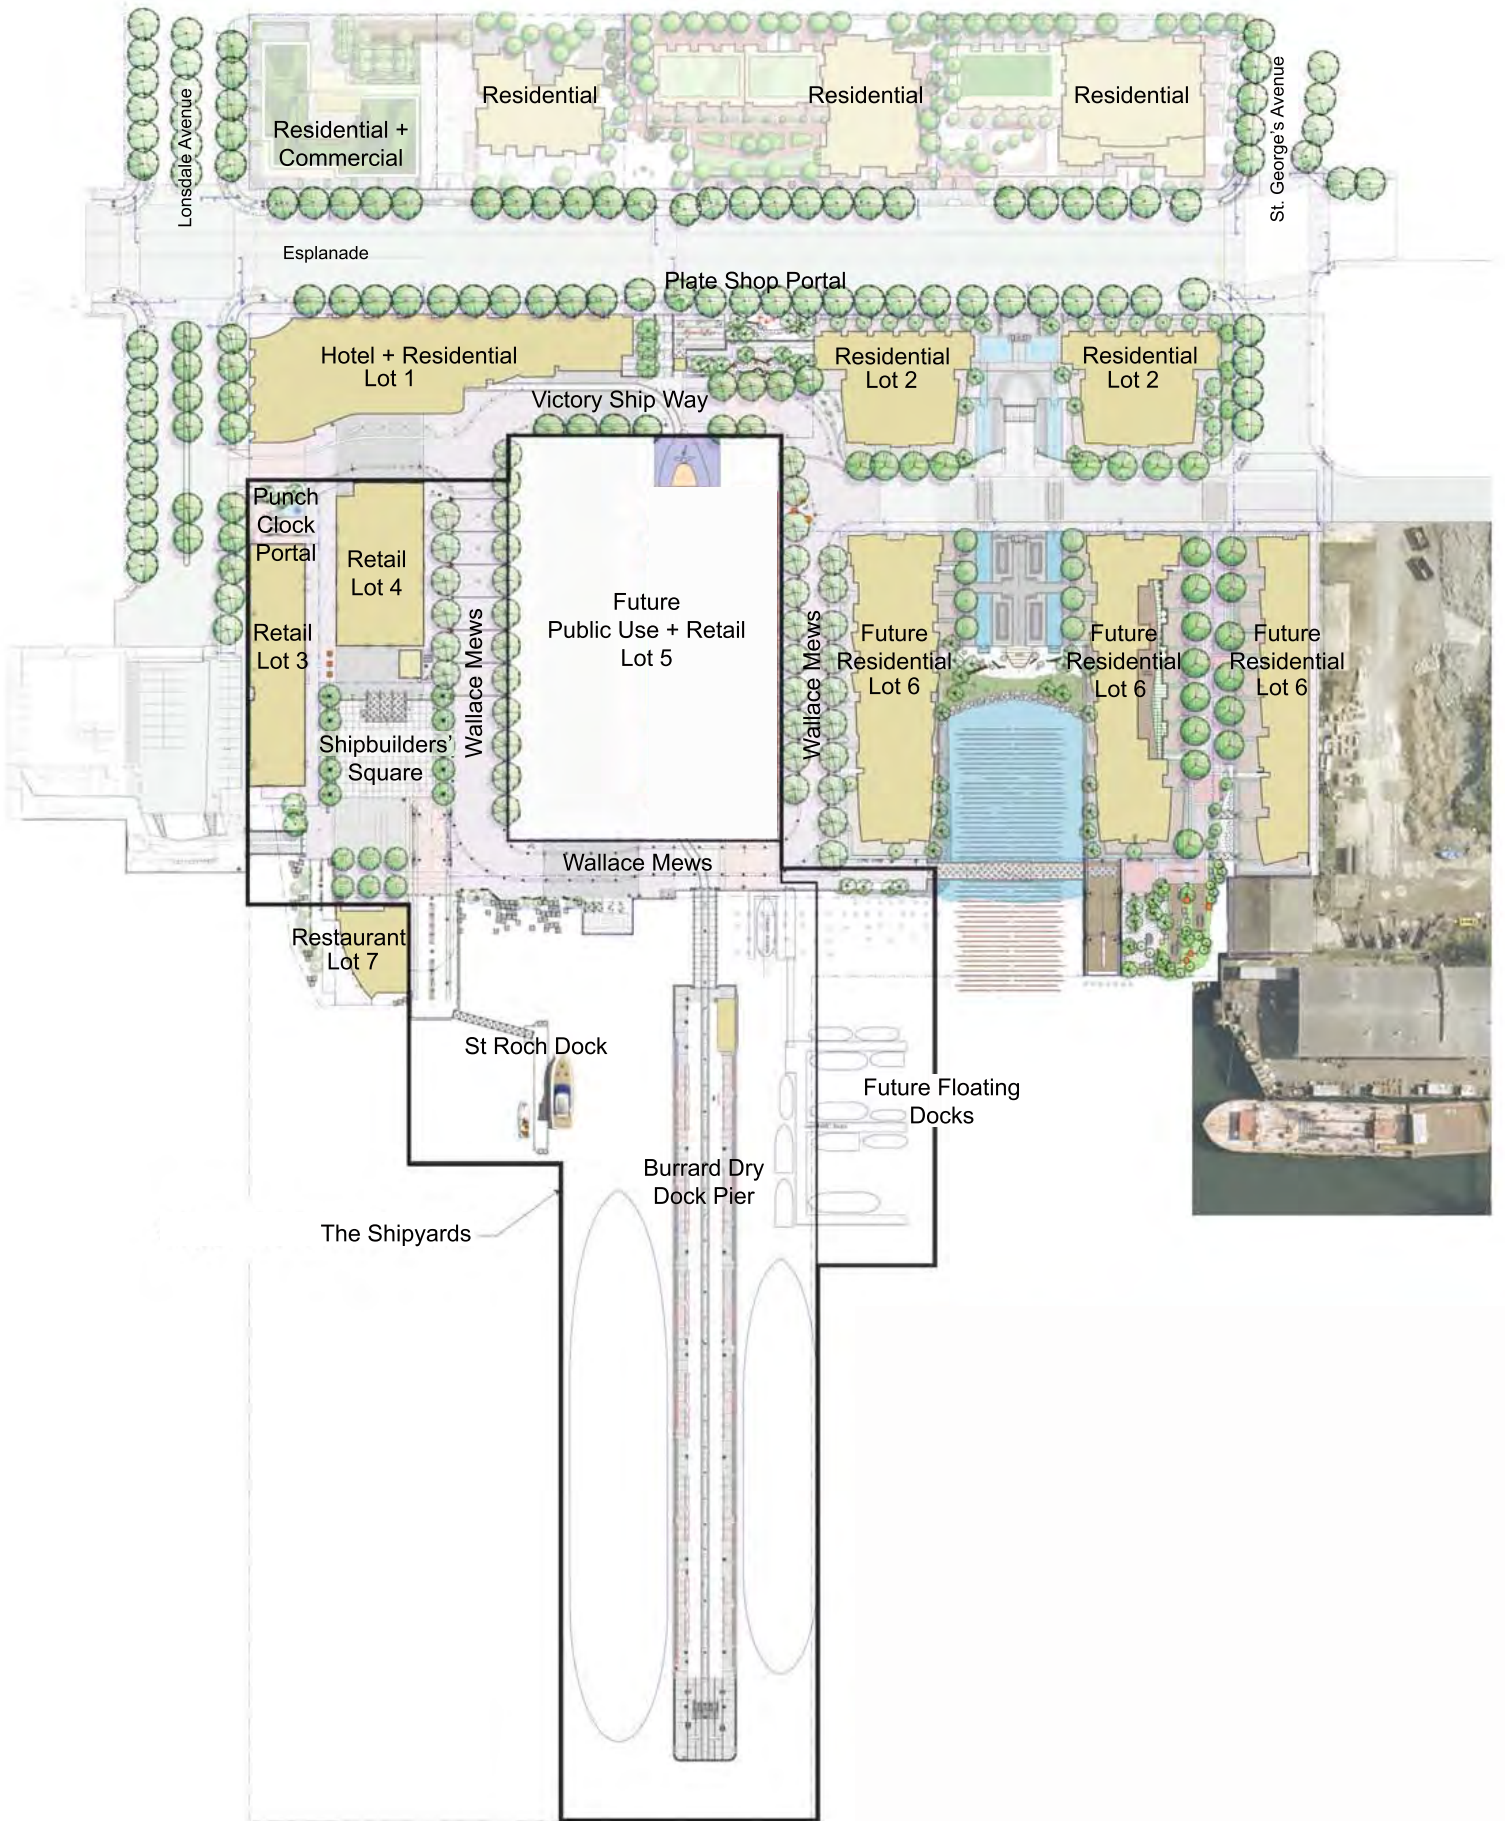 Lonsdale Avenue
Residential +
Commercial
Residential
Residential
Residential
St. George's Avenue
Esplanade
Plate Shop Portal
Hotel + Residential
Lot 1
Residential
Lot 2
Residential
Lot 2
Victory Ship Way
Punch
Clock
Portal
Retail
Lot 4
Retail
Lot 3
Wallace Mews
Future
Public Use + Retail
Lot 5
Wallace Mews
Future
Residential
Lot 6
Future
Residential
Lot 6
Future
Residential
Lot 6
Shipbuilders'
Square
Wallace Mews
Restaurant
Lot 7
St Roch Dock
Future Floating
Docks
Burrard Dry
Dock Pier
The Shipyards